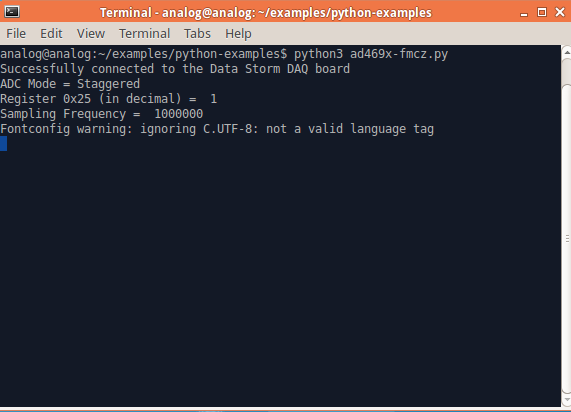 Terminal - analog@analog: ~/examples/python-examples
File Edit View Terminal Tabs Help
analog@analog:~/examples/python-examples$ python3 ad469x-fmcz.py
Successfully connected to the Data Storm DAQ board
ADC Mode = Staggered
Register 0x25 (in decimal) =  1
Sampling Frequency =  1000000
Fontconfig warning: ignoring C.UTF-8: not a valid language tag